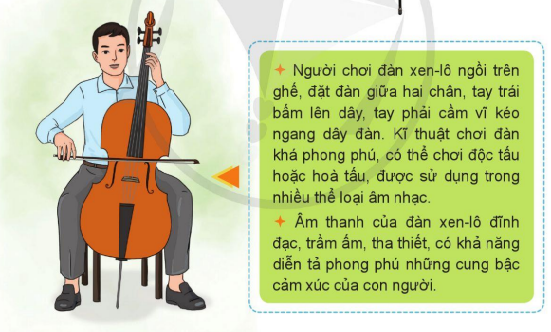 + Người chơi đàn xen-lô ngồi trên
ghế, đặt đàn giữa hai chân, tay trái
bấm lên dây, tay phải cầm vĩ kéo
ngang dây đàn. Kĩ thuật chơi đàn
khá phong phú, có thể chơi độc tấu
hoặc hoà tấu, được sử dụng trong
nhiều thể loại âm nhạc.
+ Âm thanh của đàn xen-lô đĩnh
đạc, trầm ấm, tha thiết, có khả năng
diễn tả phong phú những cung bậc
cảm xúc của con người.